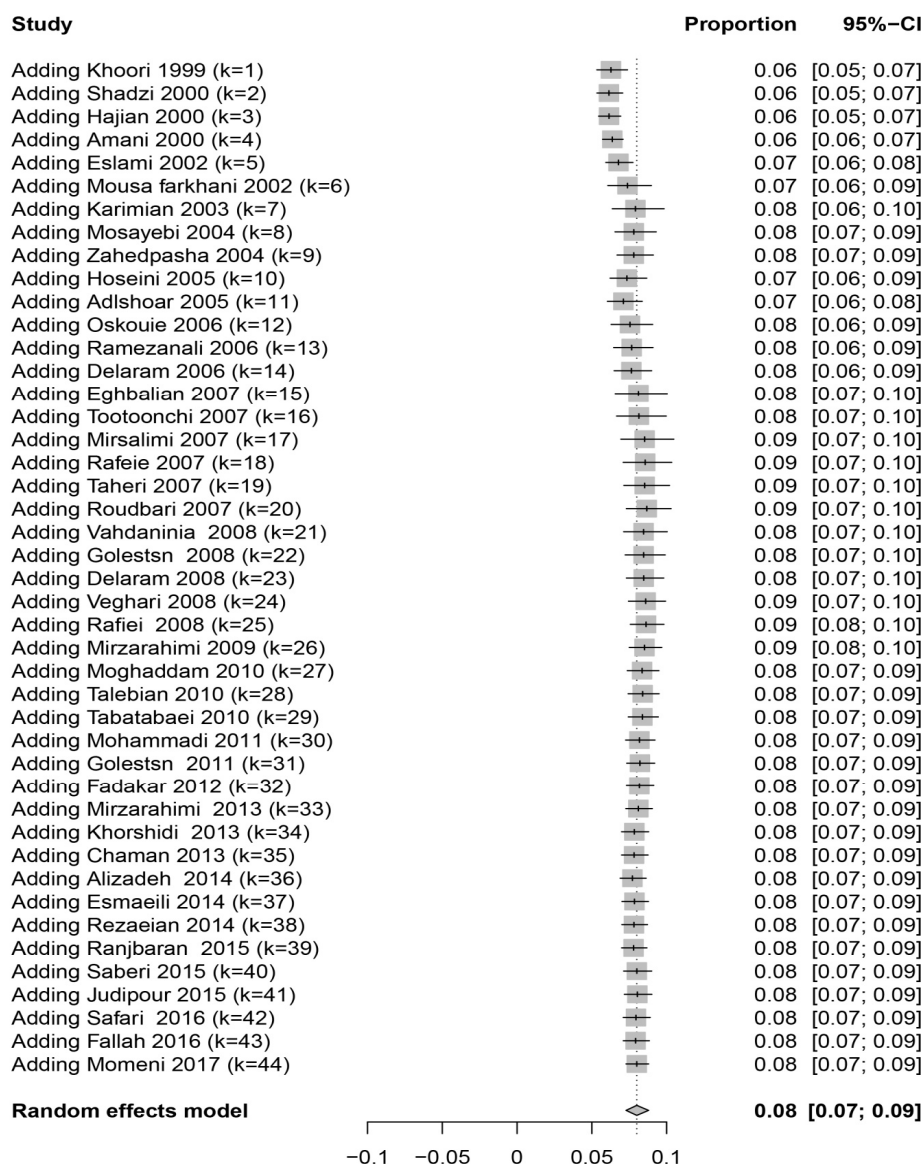 Study Proportion 95%−CI
Adding Khoori 1999 (k=1) 0.06 [0.05; 0.07]
Adding Shadzi 2000 (k=2) 0.06 [0.05; 0.07]
Adding Hajian 2000 (k=3) 0.06 [0.05; 0.07]
Adding Amani 2000 (k=4) 0.06 [0.06; 0.07]
Adding Eslami 2002 (k=5) 0.07 [0.06; 0.08]
Adding Mousa farkhani 2002 (k=6) 0.07 [0.06; 0.09]
Adding Karimian 2003 (k=7) 0.08 [0.06; 0.10]
Adding Mosayebi 2004 (k=8) 0.08 [0.07; 0.09]
Adding Zahedpasha 2004 (k=9) 0.08 [0.07; 0.09]
Adding Hoseini 2005 (k=10) 0.07 [0.06; 0.09]
Adding Adlshoar 2005 (k=11) 0.07 [0.06; 0.08]
Adding Oskouie 2006 (k=12) 0.08 [0.06; 0.09]
Adding Ramezanali 2006 (k=13) 0.08 [0.06; 0.09]
Adding Delaram 2006 (k=14) 0.08 [0.06; 0.09]
Adding Eghbalian 2007 (k=15) 0.08 [0.07; 0.10]
Adding Tootoonchi 2007 (k=16) 0.08 [0.07; 0.10]
Adding Mirsalimi 2007 (k=17) 0.09 [0.07; 0.10]
Adding Rafeie 2007 (k=18) 0.09 [0.07; 0.10]
Adding Taheri 2007 (k=19) 0.09 [0.07; 0.10]
Adding Roudbari 2007 (k=20) 0.09 [0.07; 0.10]
Adding Vahdaninia 2008 (k=21) 0.08 [0.07; 0.10]
Adding Golestsn 2008 (k=22) 0.08 [0.07; 0.10]
Adding Delaram 2008 (k=23) 0.08 [0.07; 0.10]
Adding Veghari 2008 (k=24) 0.09 [0.07; 0.10]
Adding Rafiei 2008 (k=25) 0.09 [0.08; 0.10]
Adding Mirzarahimi 2009 (k=26) 0.09 [0.08; 0.10]
Adding Moghaddam 2010 (k=27) 0.08 [0.07; 0.09]
Adding Talebian 2010 (k=28) 0.08 [0.07; 0.09]
Adding Tabatabaei 2010 (k=29) 0.08 [0.07; 0.09]
Adding Mohammadi 2011 (k=30) 0.08 [0.07; 0.09]
Adding Golestsn 2011 (k=31) 0.08 [0.07; 0.09]
Adding Fadakar 2012 (k=32) 0.08 [0.07; 0.09]
Adding Mirzarahimi 2013 (k=33) 0.08 [0.07; 0.09]
Adding Khorshidi 2013 (k=34) 0.08 [0.07; 0.09]
Adding Chaman 2013 (k=35) 0.08 [0.07; 0.09]
Adding Alizadeh 2014 (k=36) 0.08 [0.07; 0.09]
Adding Esmaeili 2014 (k=37) 0.08 [0.07; 0.09]
Adding Rezaeian 2014 (k=38) 0.08 [0.07; 0.09]
Adding Ranjbaran 2015 (k=39) 0.08 [0.07; 0.09]
Adding Saberi 2015 (k=40) 0.08 [0.07; 0.09]
Adding Judipour 2015 (k=41) 0.08 [0.07; 0.09]
Adding Safari 2016 (k=42) 0.08 [0.07; 0.09]
Adding Fallah 2016 (k=43) 0.08 [0.07; 0.09]
Adding Momeni 2017 (k=44) 0.08 [0.07; 0.09]
Random effects model 0.08 [0.07; 0.09]
−0.1 −0.05 0 0.05 0.1